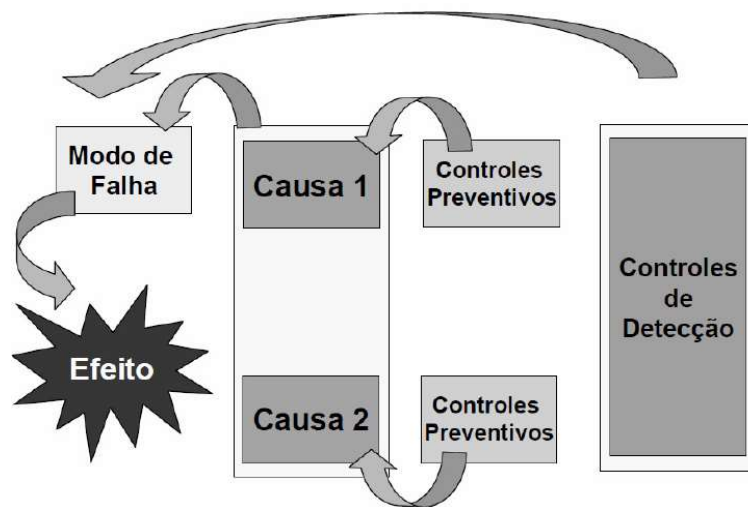 Modo de
Falha
Causa 1
Controles
Preventivos
Controles
de
Detecção
Efeito
Causa 2
Controles
Preventivos